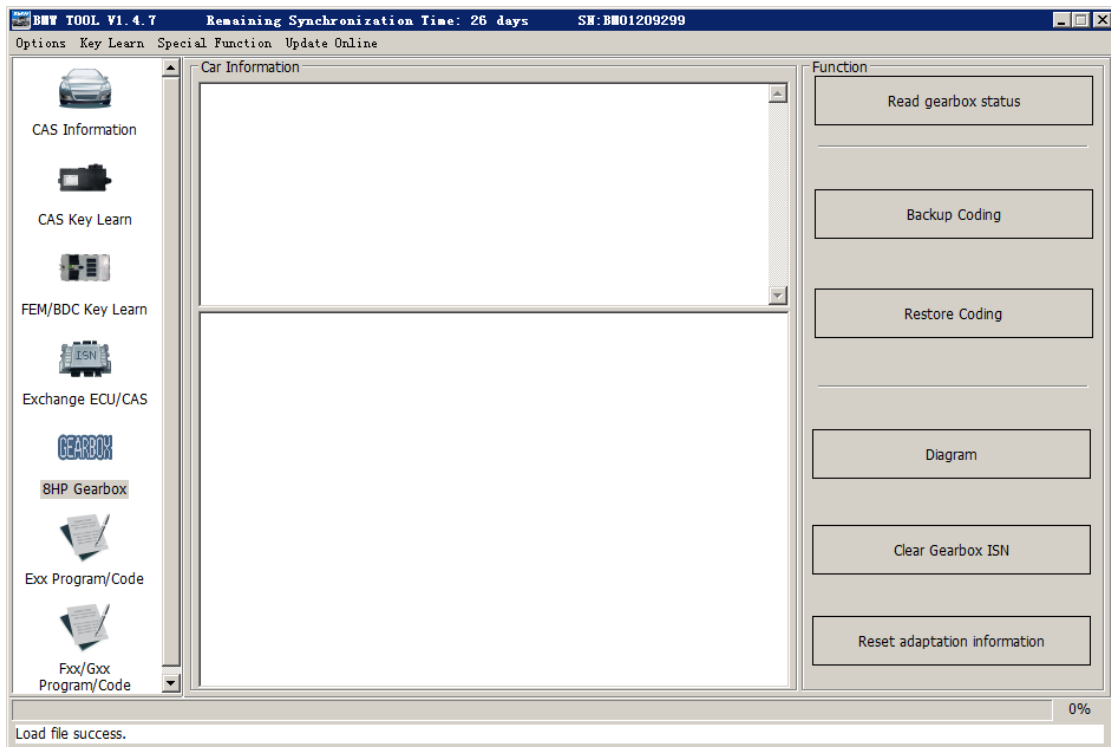 BMW TOOL V1.4.7 Remaining Synchronization Time: 26 days SN:BM01209299
Options Key Learn Special Function Update Online
CAS Information
CAS Key Learn
FEM/BDC Key Learn
ISN
Exchange ECU/CAS
GEARBOX
8HP Gearbox
Exx Program/Code
Fxx/Gxx
Program/Code
Car Information
Function
Read gearbox status
Backup Coding
Restore Coding
Diagram
Clear Gearbox ISN
Reset adaptation information
0%
Load file success.